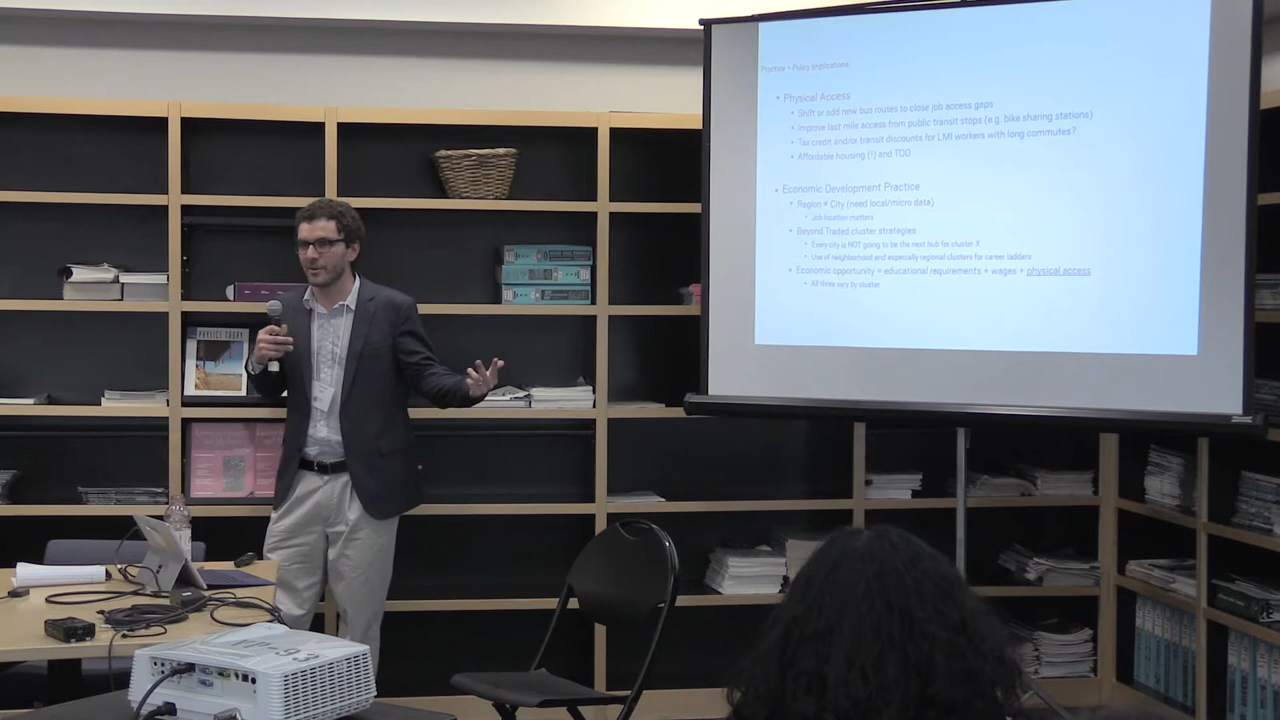 Practice + Policy Implications
• Physical Access
• Shift or add new bus routes to close job access gaps
• Improve last mile access from public transit stops (e.g. bike sharing stations)
• Tax credit and/or transit discounts for LMI workers with long commutes?
• Affordable housing (!) and TOD
• Economic Development Practice
• Region ≠ City (need local/micro data)
• Job location matters
• Beyond Traded cluster strategies
• Every city is NOT going to be the next hub for cluster X
• Use of neighborhood and especially regional clusters for career ladders
• Economic opportunity = educational requirements + wages + physical access
• All three vary by cluster
PHYSICS TODAY